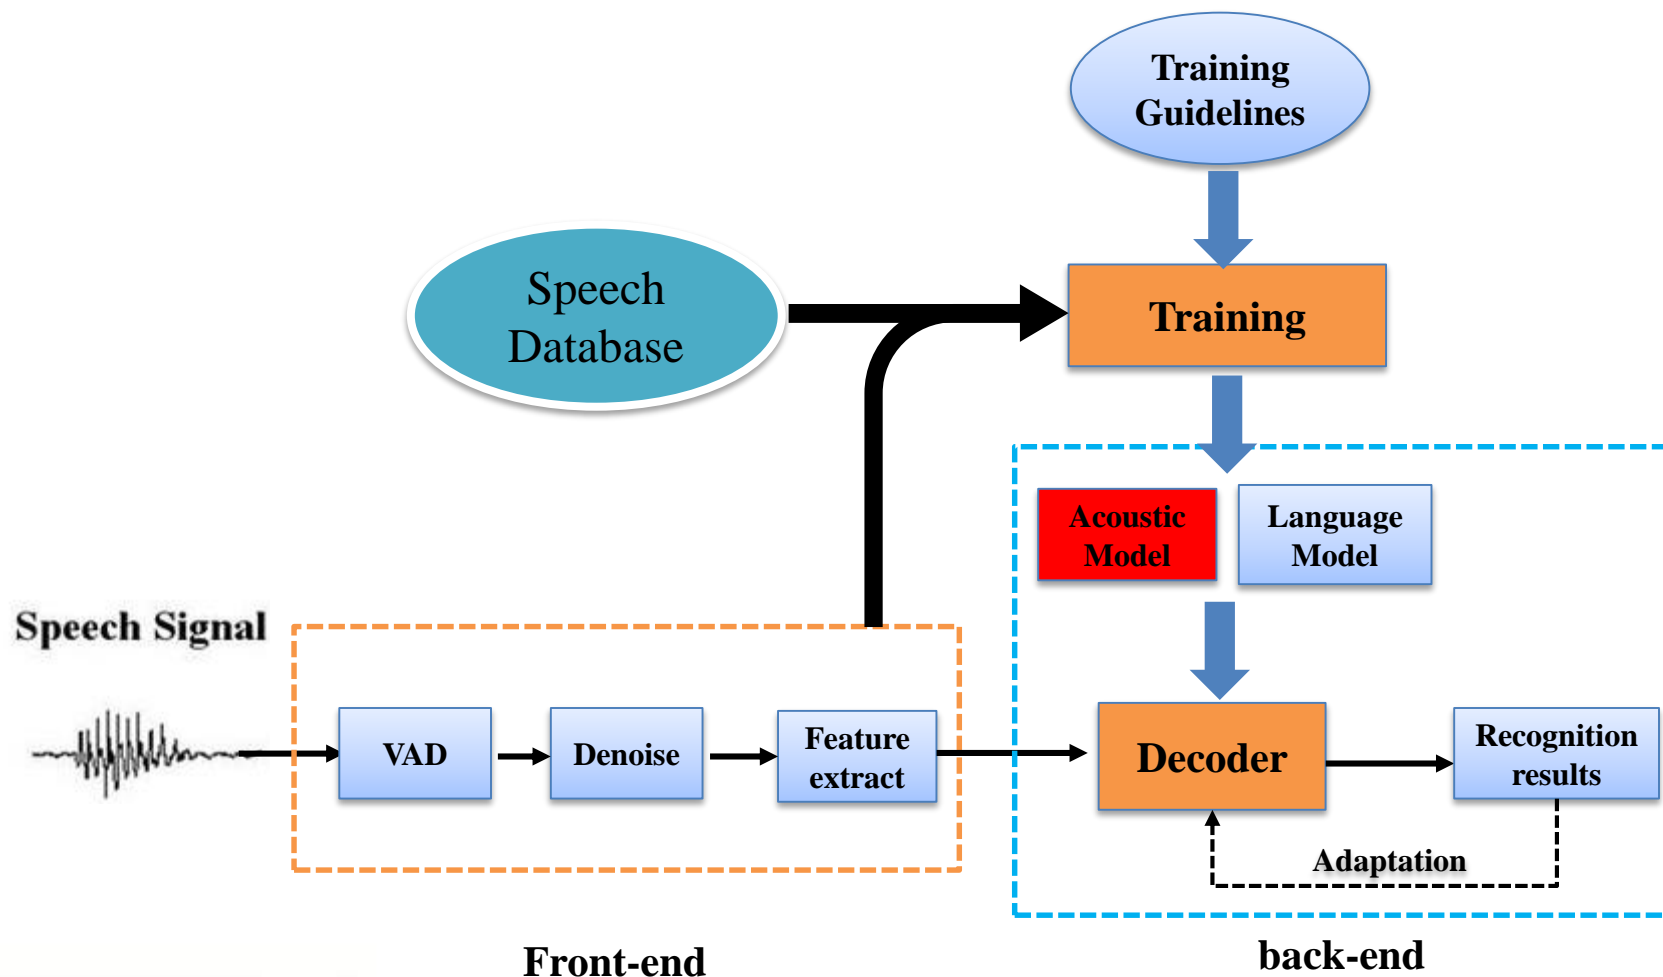 Training
Guidelines
Speech
Database
Training
Acoustic
Model
Language
Model
Speech Signal
VAD
Denoise
Feature
extract
Decoder
Recognition
results
Adaptation
Front-end
back-end